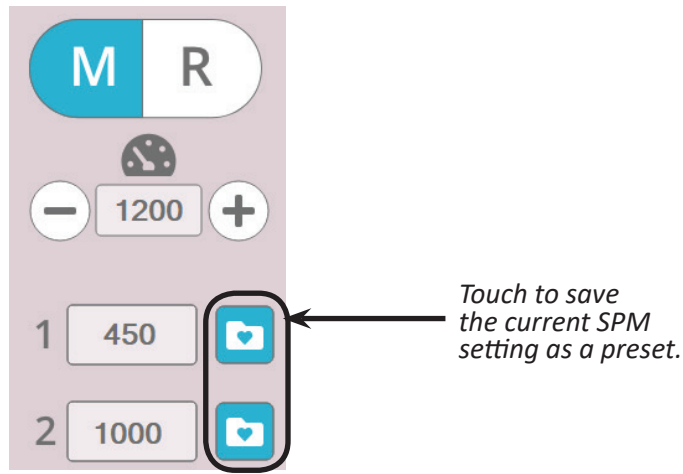 M R
1200
1 450
2 1000
Touch to save
the current SPM
setting as a preset.